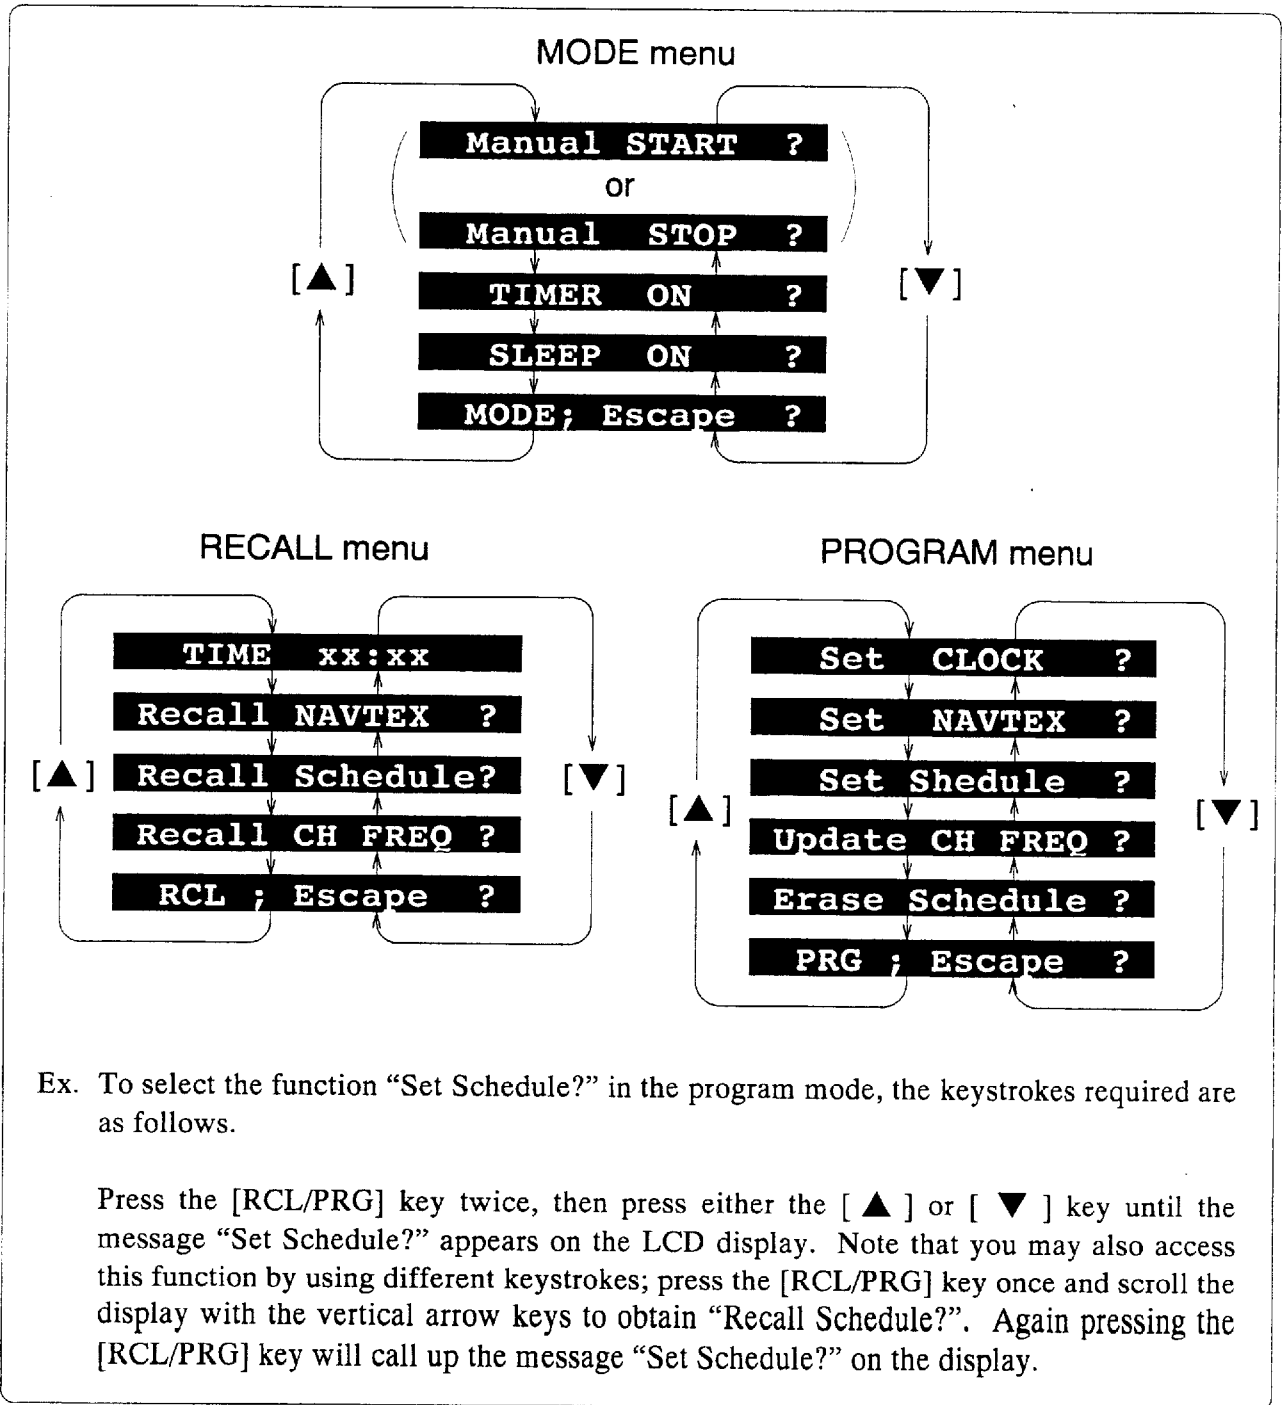 MODE menu
Manual START ?
or
Manual STOP ?
[▲]
[▼]
TIMER ON ?
SLEEP ON ?
MODE; Escape ?
RECALL menu
TIME xx:xx
Recall NAVTEX ?
[▲]
Recall Schedule?
[▼]
Recall CH FREQ ?
RCL ; Escape ?
PROGRAM menu
Set CLOCK ?
Set NAVTEX ?
Set Shedule ?
[▲]
[▼]
Update CH FREQ ?
Erase Schedule ?
PRG ; Escape ?
Ex. To select the function “Set Schedule?” in the program mode, the keystrokes required are
as follows.
Press the [RCL/PRG] key twice, then press either the [ ▲ ] or [ ▼ ] key until the
message “Set Schedule?” appears on the LCD display. Note that you may also access
this function by using different keystrokes; press the [RCL/PRG] key once and scroll the
display with the vertical arrow keys to obtain “Recall Schedule?”. Again pressing the
[RCL/PRG] key will call up the message “Set Schedule?” on the display.